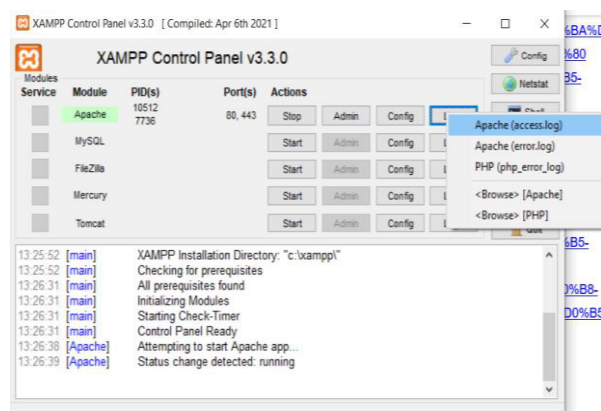 XAMPP Control Panel v3.3.0 [ Compiled: Apr 6th 2021 ]
XAMPP Control Panel v3.3.0
Config
Netstat
Shell
Modules
Service Module PID(s) Port(s) Actions
Apache 10512 7736 80, 443 Stop Admin Config
MySQL Start Admin Config
FileZilla Start Admin Config
Mercury Start Admin Config
Tomcat Start Admin Config
Quit
Apache (access.log)
Apache (error.log)
PHP (php_error_log)
<Browse> [Apache]
<Browse> [PHP]
13:25:52 [main] XAMPP Installation Directory: "c:\xampp\"
13:25:52 [main] Checking for prerequisites
13:26:31 [main] All prerequisites found
13:26:31 [main] Initializing Modules
13:26:31 [main] Starting Check-Timer
13:26:31 [main] Control Panel Ready
13:26:38 [Apache] Attempting to start Apache app...
13:26:39 [Apache] Status change detected: running
%80
B5-
%B5-